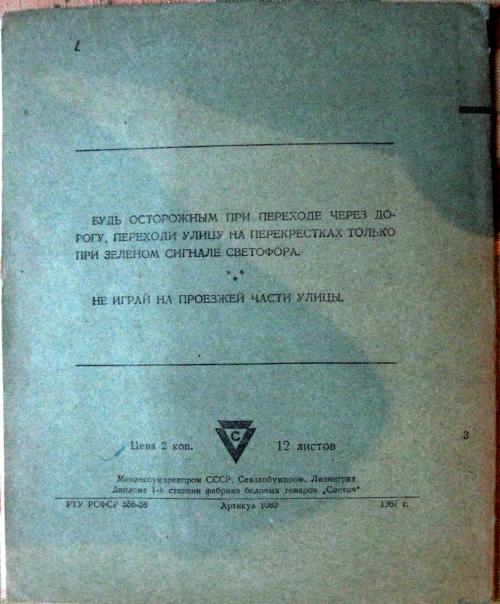 БУДЬ ОСТОРОЖНЫМ ПРИ ПЕРЕХОДЕ ЧЕРЕЗ ДО-
РОГУ, ПЕРЕХОДИ УЛИЦУ НА ПЕРЕКРЕСТКАХ ТОЛЬКО
ПРИ ЗЕЛЕНОМ СИГНАЛЕ СВЕТОФОРА.
НЕ ИГРАЙ НА ПРОЕЗЖЕЙ ЧАСТИ УЛИЦЫ.
Цена 2 коп. С 12 листов
3
Минлесбумдревпром СССР. Севзапбумпром. Ленинград
Диплома 1-й степени фабрика беловых товаров „Светоч“
РТУ РСФСР 556-58 Артикул 1080 1967 г.